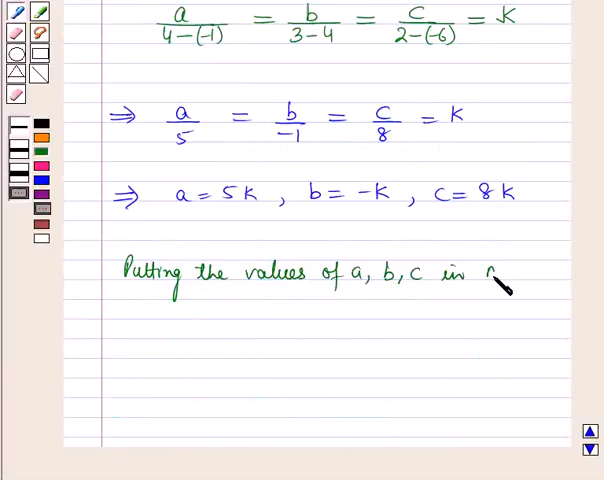 a/(4-(-1)) = b/(3-4) = c/(2-(-6)) = K
⇒ a/5 = b/-1 = c/8 = K
⇒ a = 5K , b = -K , c = 8K
Putting the values of a, b, c in